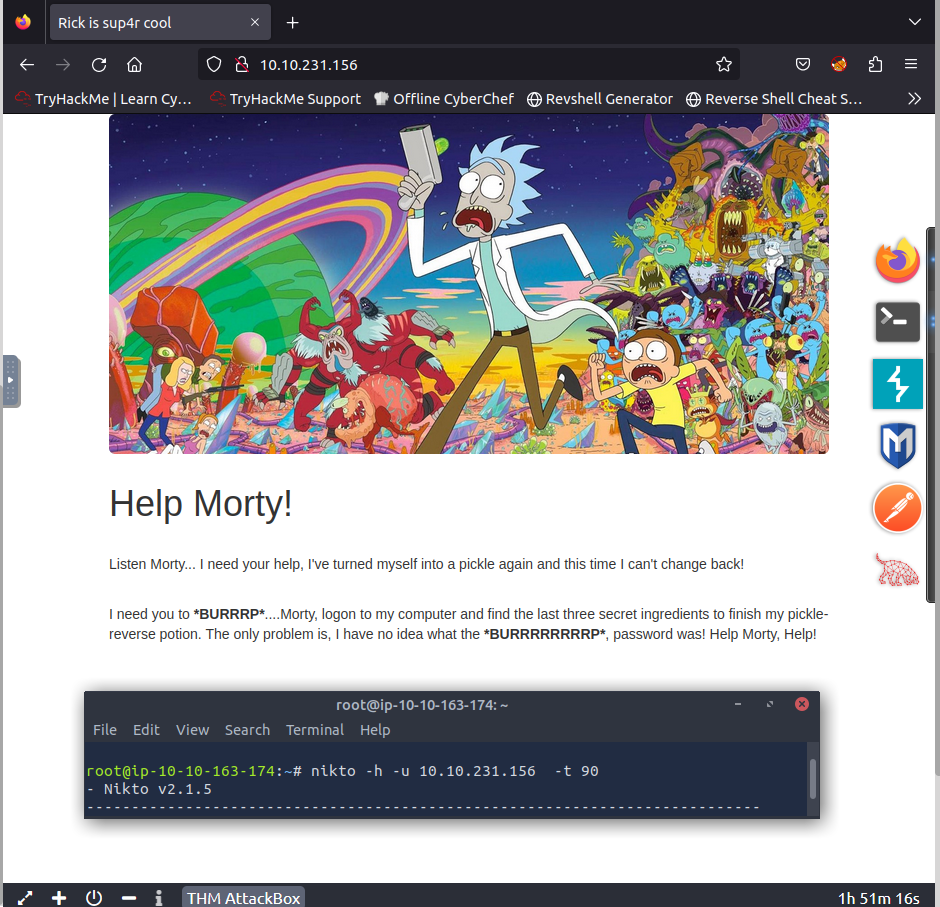 Rick is sup4r cool
10.10.231.156
TryHackMe | Learn Cy…
TryHackMe Support
Offline CyberChef
Revshell Generator
Reverse Shell Cheat S…
Help Morty!
Listen Morty... I need your help, I've turned myself into a pickle again and this time I can't change back!
I need you to *BURRRP*....Morty, logon to my computer and find the last three secret ingredients to finish my pickle-
reverse potion. The only problem is, I have no idea what the *BURRRRRRRRP*, password was! Help Morty, Help!
root@ip-10-10-163-174: ~
File Edit View Search Terminal Help
root@ip-10-10-163-174:~# nikto -h -u 10.10.231.156  -t 90
- Nikto v2.1.5
---------------------------------------------------------------------------
THM AttackBox
1h 51m 16s